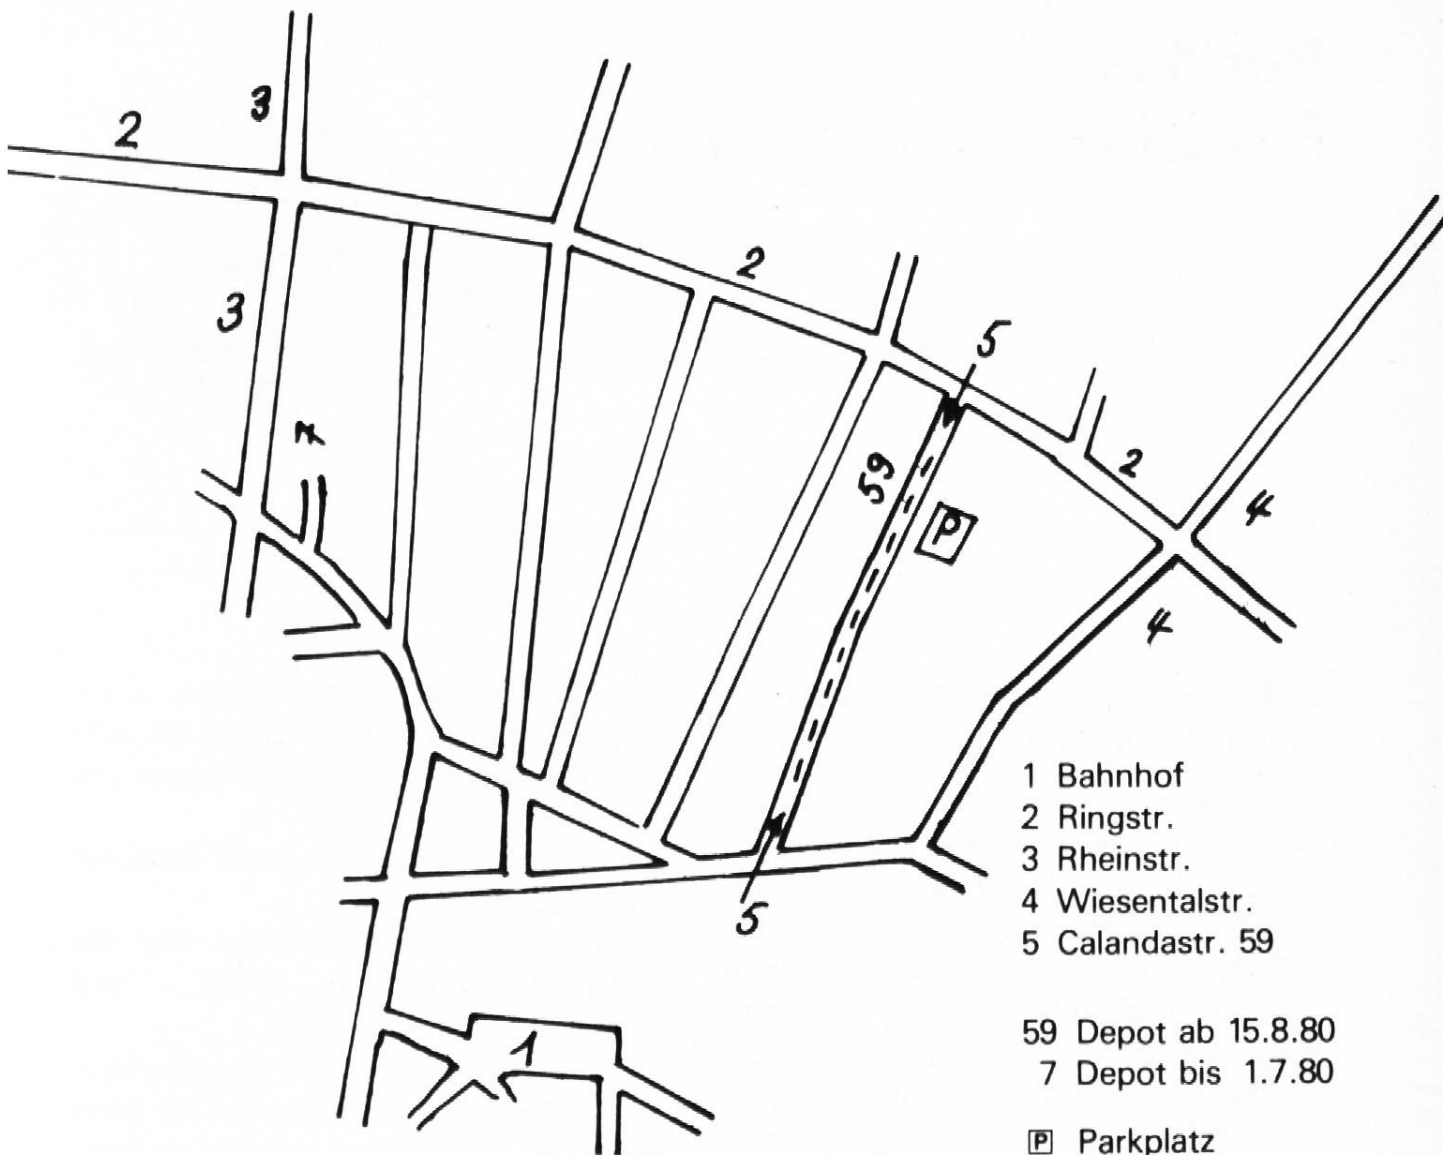 3
2
3
2
5
7
59
P
2
4
4
5
1
1 Bahnhof
2 Ringstr.
3 Rheinstr.
4 Wiesentalstr.
5 Calandastr. 59
59 Depot ab 15.8.80
7 Depot bis 1.7.80
P Parkplatz